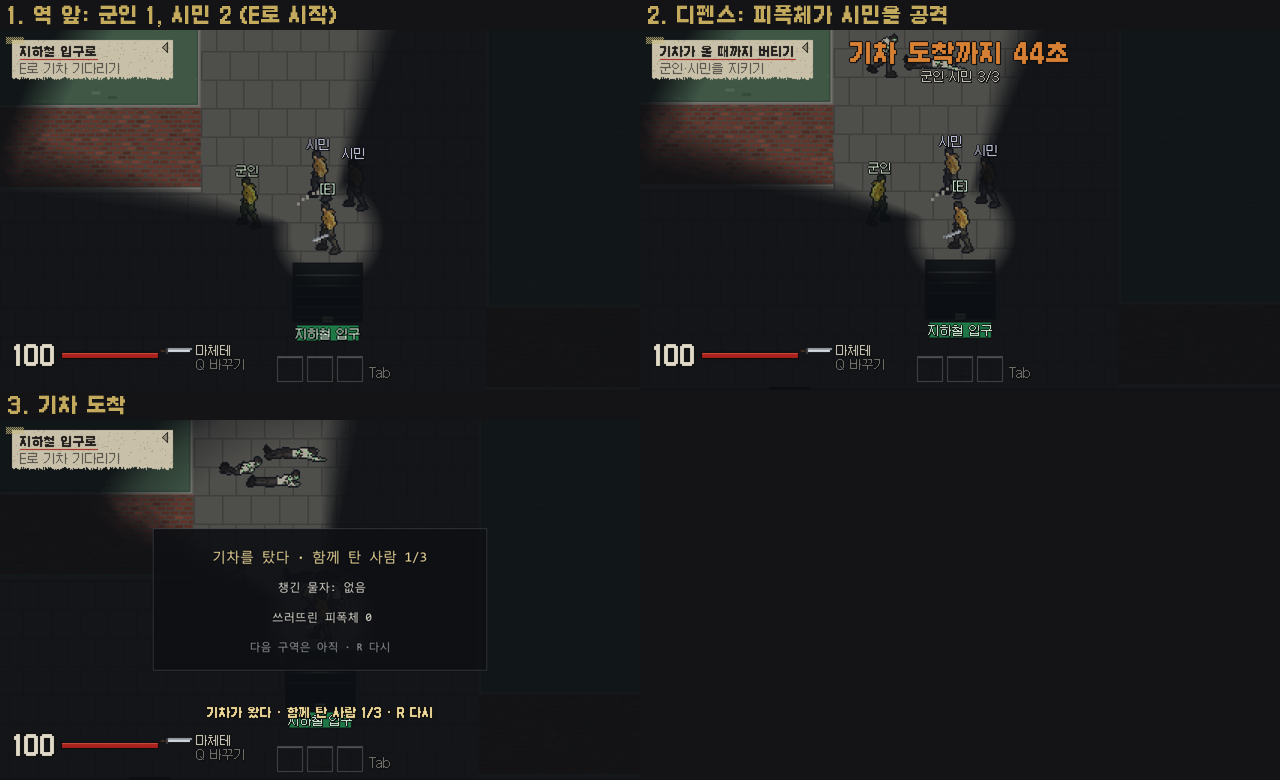 1. 역 앞: 군인 1, 시민 2 (E로 시작)
지하철 입구로
E로 기차 기다리기
시민
시민
군인
[E]
지하철 입구
100
마체테
Q 바꾸기
Tab
2. 디펜스: 피폭체가 시민을 공격
기차가 올 때까지 버티기
군인·시민을 지키기
기차 도착까지 44초
군인·시민 3/3
시민
시민
군인
[E]
지하철 입구
100
마체테
Q 바꾸기
Tab
3. 기차 도착
지하철 입구로
E로 기차 기다리기
기차를 탔다 · 함께 탄 사람 1/3
챙긴 물자: 없음
쓰러뜨린 피폭체 0
다음 구역은 아직 · R 다시
기차가 왔다 · 함께 탄 사람 1/3 · R 다시
지하철 입구
100
마체테
Q 바꾸기
Tab